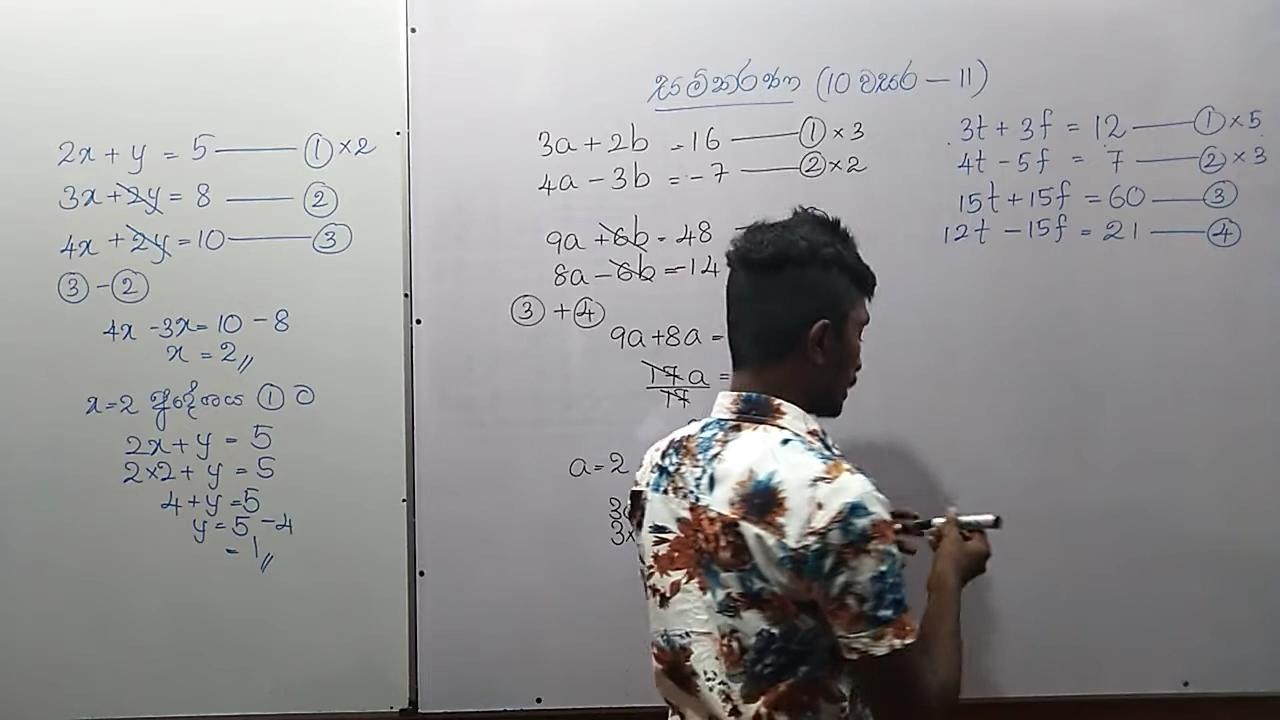 සමීකරණ (10 වසර – 11)
2x + y = 5 ——— ① ×2
3x + 2y = 8 ——— ②
4x + 2y = 10 ——— ③
③ - ②
4x - 3x = 10 - 8
x = 2 //
x = 2 ආදේශය ① ට
2x + y = 5
2×2 + y = 5
4 + y = 5
y = 5 - 4
= 1 //
3a + 2b = 16 ——— ① ×3
4a - 3b = -7 ——— ② ×2
9a + 6b = 48
8a - 6b = -14
③ + ④
9a + 8a =
17a =
17
a = 2
3t + 3f = 12 ——— ① ×5
4t - 5f = 7 ——— ② ×3
15t + 15f = 60 ——— ③
12t - 15f = 21 ——— ④